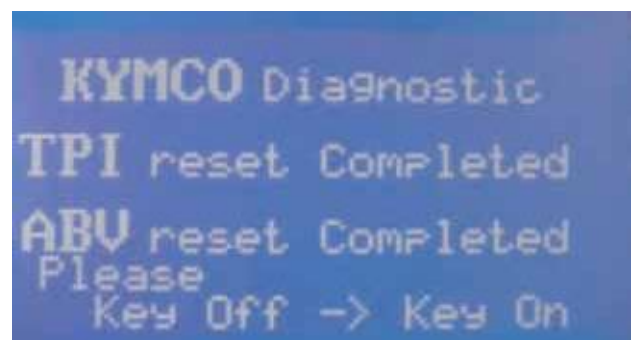 KYMCO Diagnostic
TPI reset Completed
ABV reset Completed
Please
Key Off -> Key On